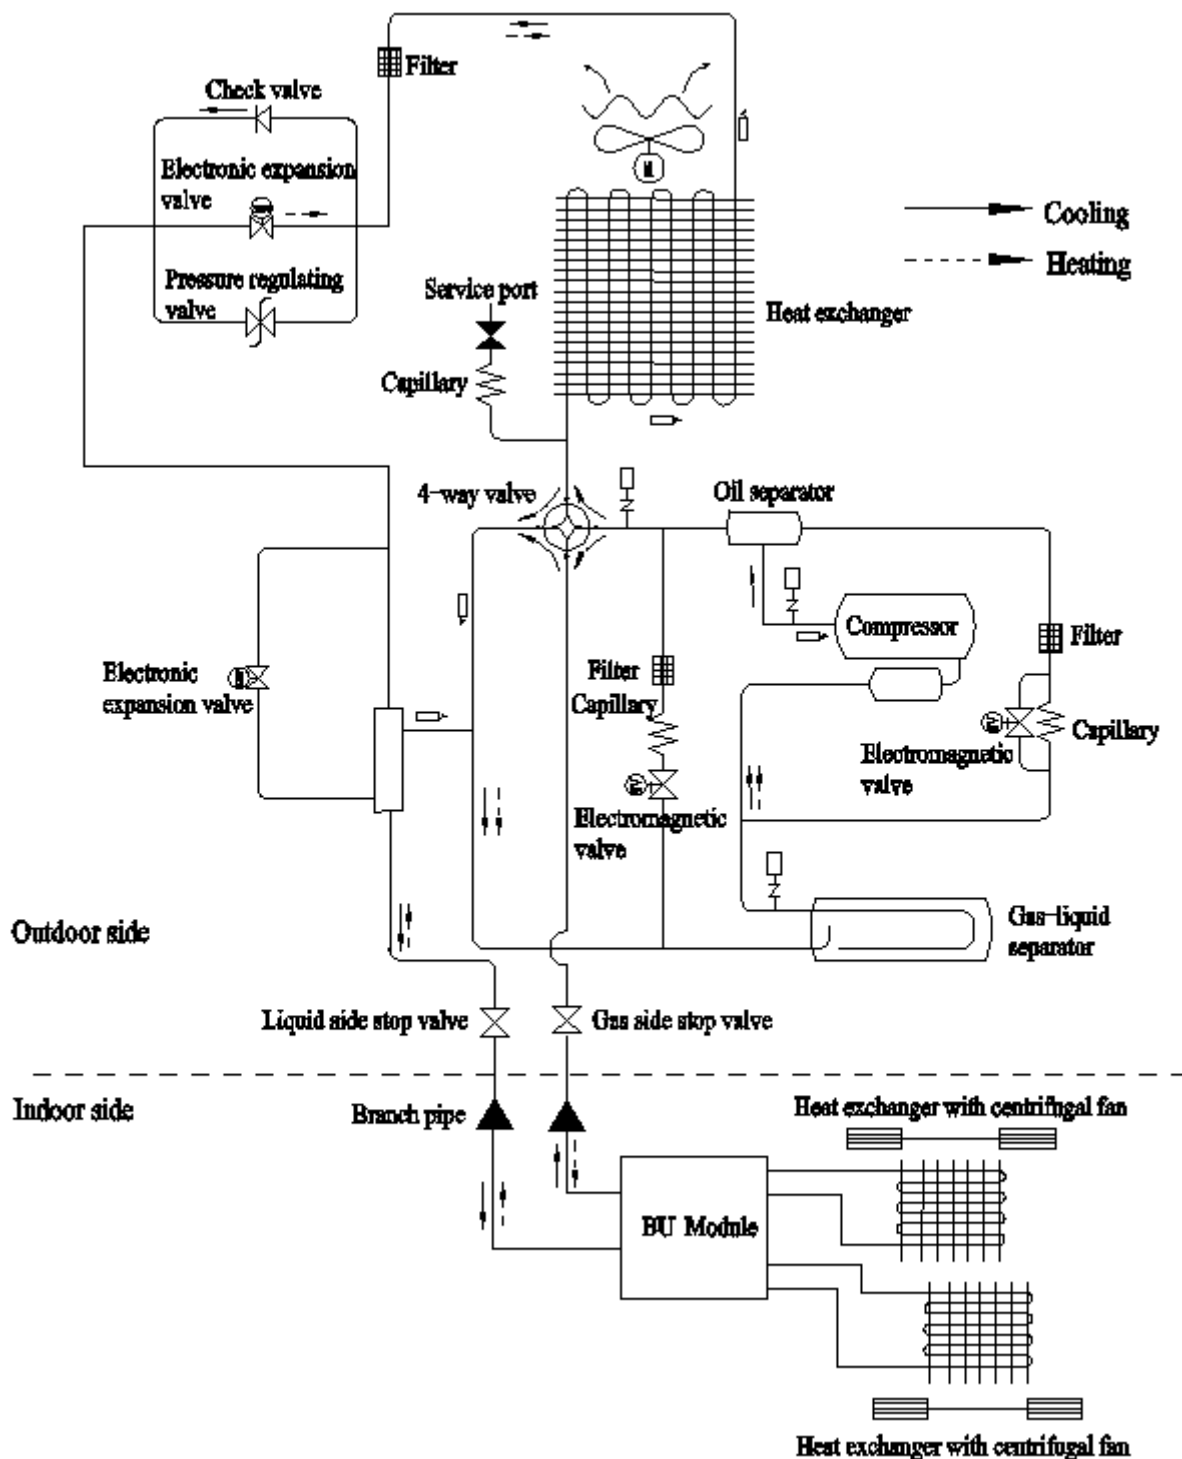 Filter
Check valve
Electronic expansion
valve
Cooling
Heating
Pressure regulating
valve
Service port
Heat exchanger
Capillary
4-way valve
Oil separator
Compressor
Filter
Electronic
expansion valve
Filter
Capillary
Capillary
Electromagnetic
valve
Electromagnetic
valve
Outdoor side
Gas-liquid
separator
Liquid side stop valve
Gas side stop valve
Indoor side
Branch pipe
Heat exchanger with centrifugal fan
BU Module
Heat exchanger with centrifugal fan